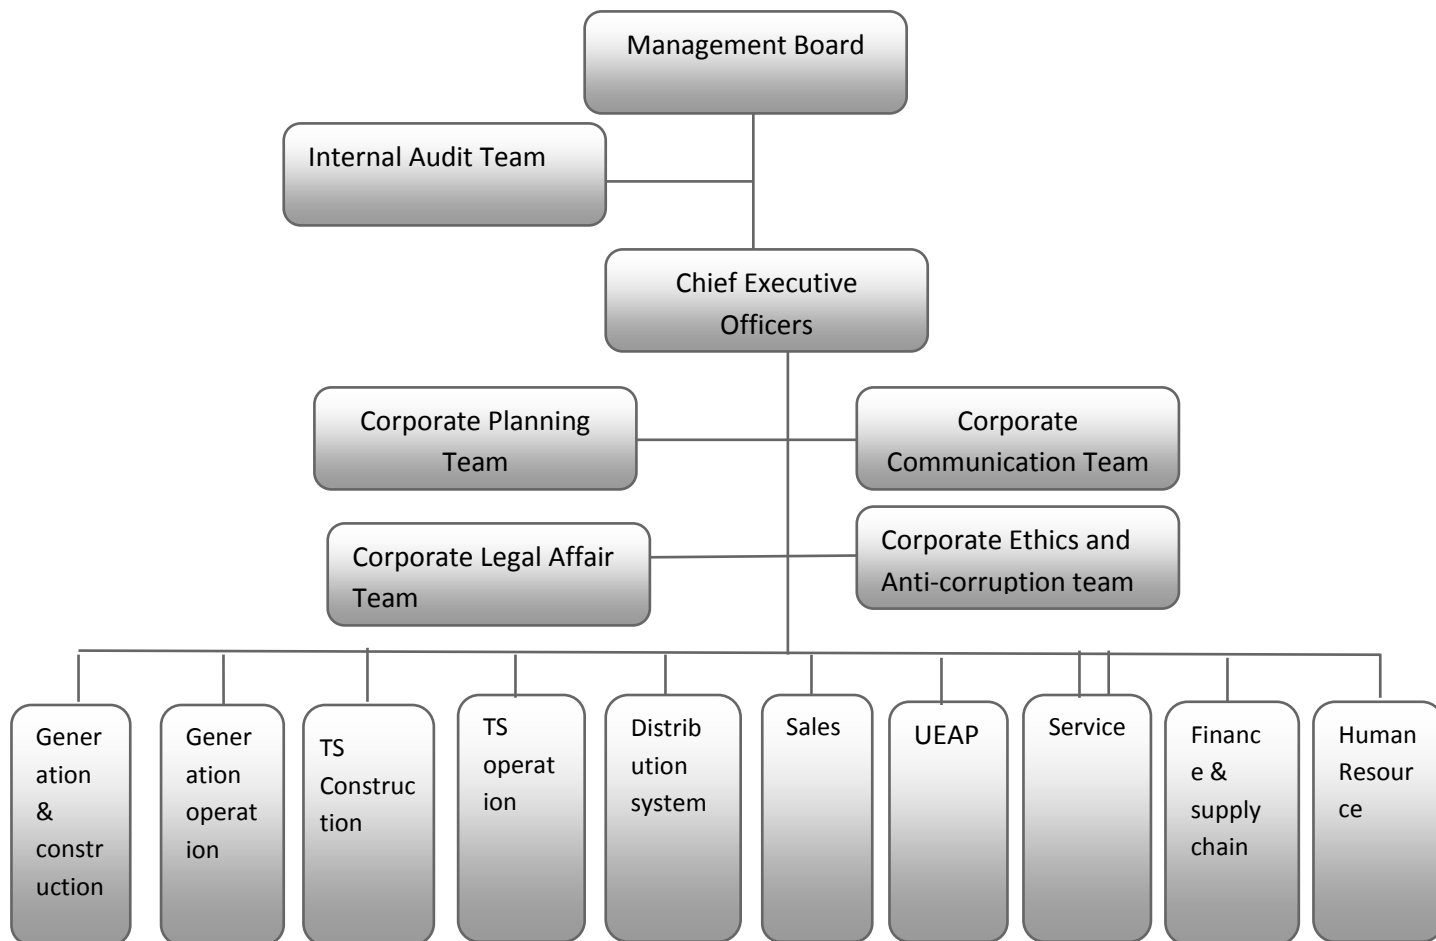 Management Board
Internal Audit Team
Chief Executive
Officers
Corporate Planning
Team
Corporate
Communication Team
Corporate Legal Affair
Team
Corporate Ethics and
Anti-corruption team
Gener
ation
&
constr
uction
Gener
ation
operat
ion
TS
Construc
tion
TS
operat
ion
Distrib
ution
system
Sales
UEAP
Service
Financ
e &
supply
chain
Human
Resour
ce